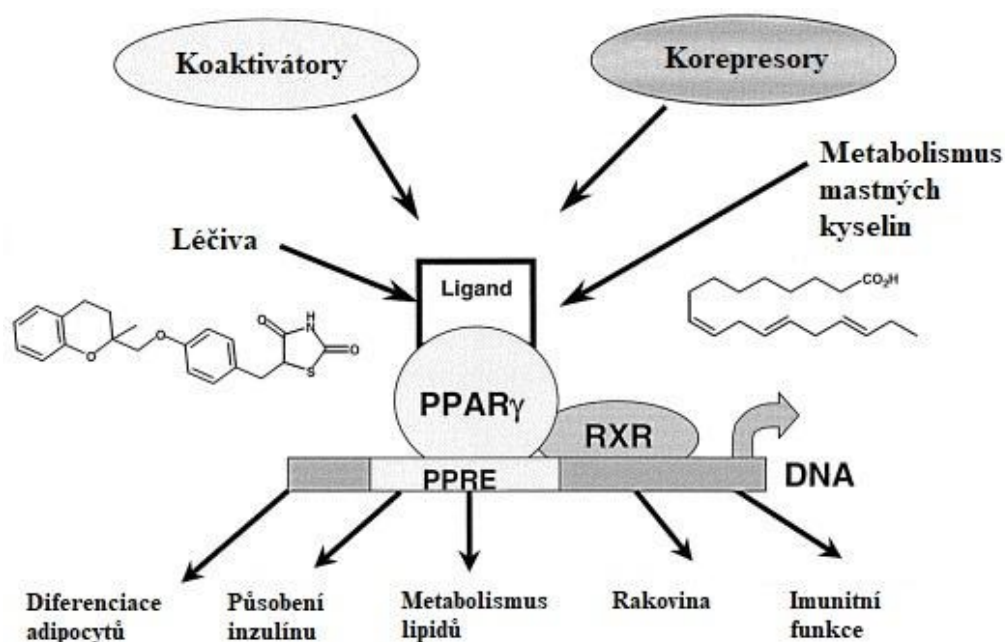 Koaktivátory
Korepresory
Metabolismus
mastných
kyselin
Léčiva
Ligand
CO₂H
O
H
N
O
S
O
O
PPARγ
RXR
PPRE
DNA
Diferenciace
adipocytů
Působení
inzulínu
Metabolismus
lipidů
Rakovina
Imunitní
funkce